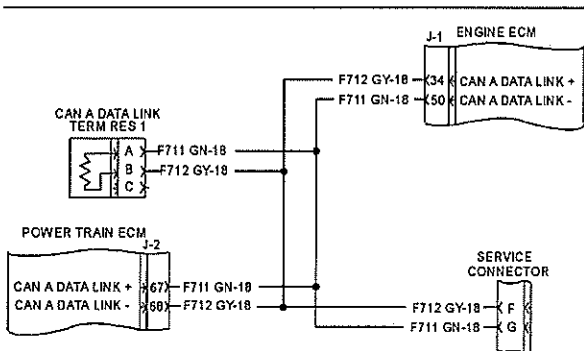 J-1 ENGINE ECM
F712 GY-18 34 CAN A DATA LINK +
F711 GN-18 50 CAN A DATA LINK -
CAN A DATA LINK
TERM RES 1
A F711 GN-18
B F712 GY-18
C
POWER TRAIN ECM
J-2
CAN A DATA LINK + 67 F711 GN-18
CAN A DATA LINK - 68 F712 GY-18
SERVICE
CONNECTOR
F712 GY-18 F
F711 GN-18 G